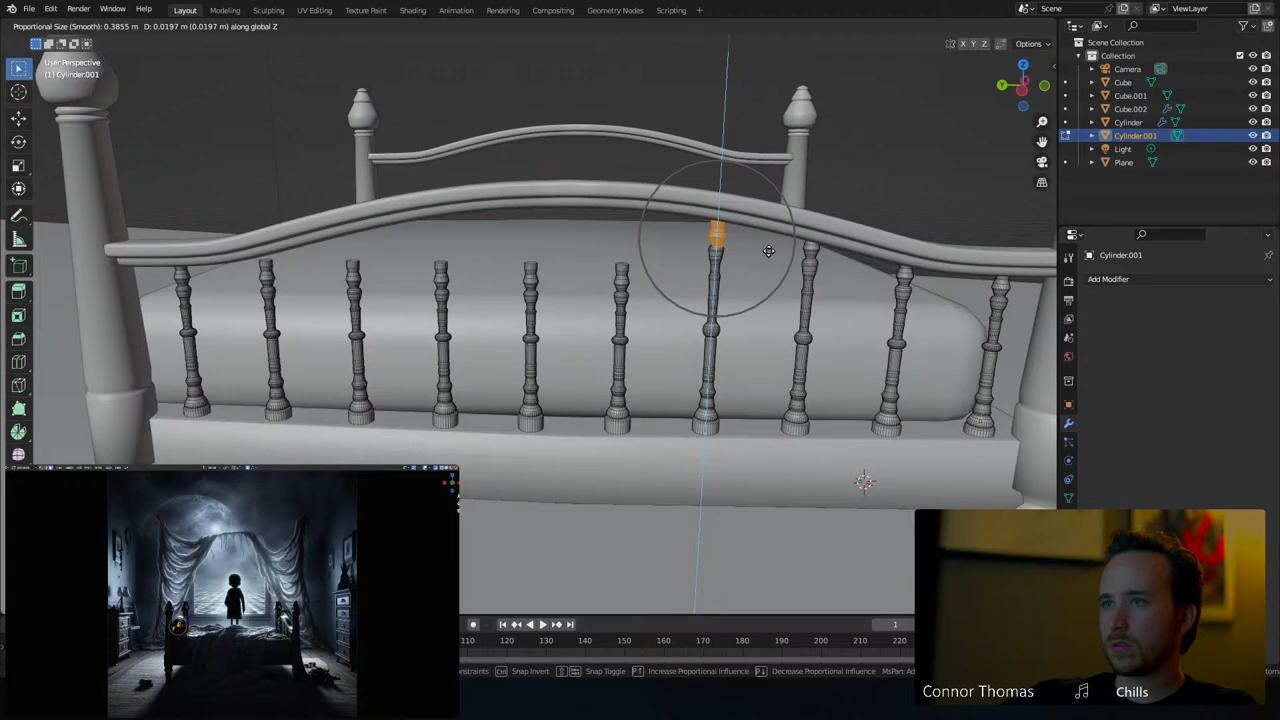 File Edit Render Window Help Layout Modeling Sculpting UV Editing Texture Paint Shading Animation Rendering Compositing Geometry Nodes Scripting Scene ViewLayer
Proportional Size (Smooth): 0.3855 m D: 0.0197 m (0.0197 m) along global Z
X Y Z Options
User Perspective
(1) Cylinder.001
Z
Y
Scene Collection
Collection
Camera
Cube
Cube.001
Cube.002
Cylinder
Cylinder.001
Light
Plane
Cylinder.001
Add Modifier
1
110 120 130 140 150 160 170 180 190 200 210 220
Snap Invert Snap Toggle Increase Proportional Influence Decrease Proportional Influence MsPan:
Connor Thomas Chills